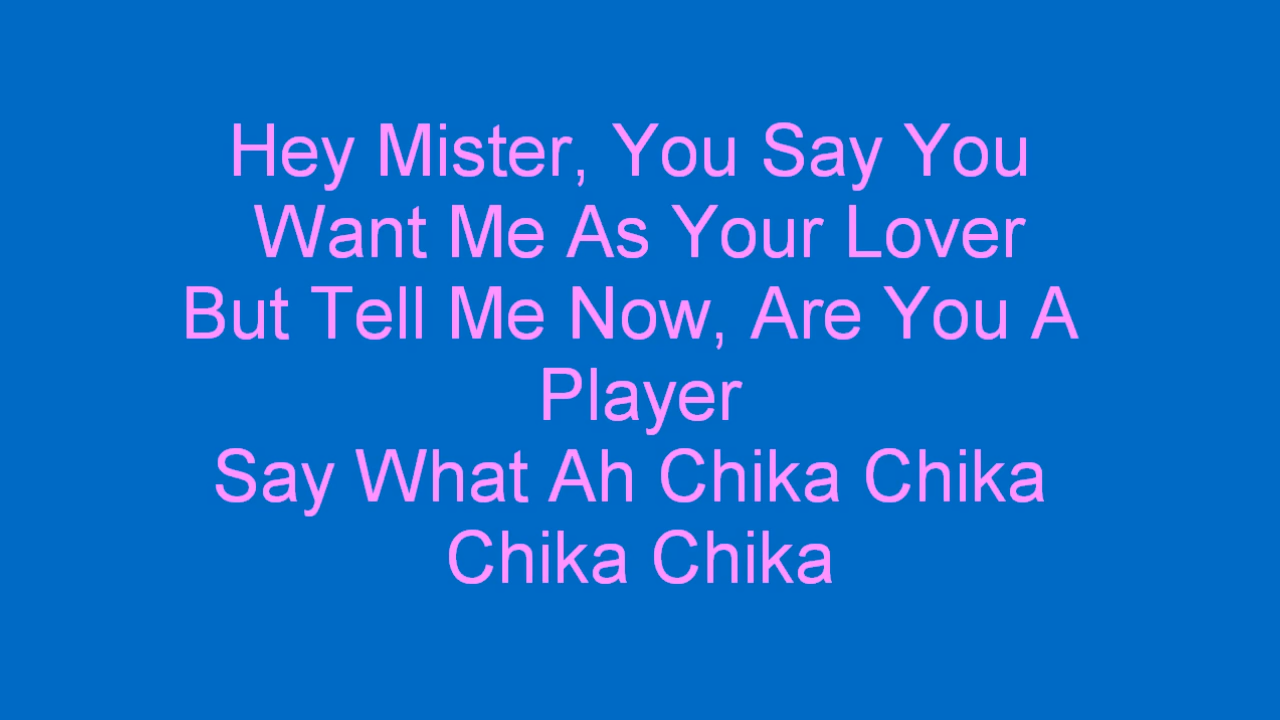 Hey Mister, You Say You
Want Me As Your Lover
But Tell Me Now, Are You A
Player
Say What Ah Chika Chika
Chika Chika